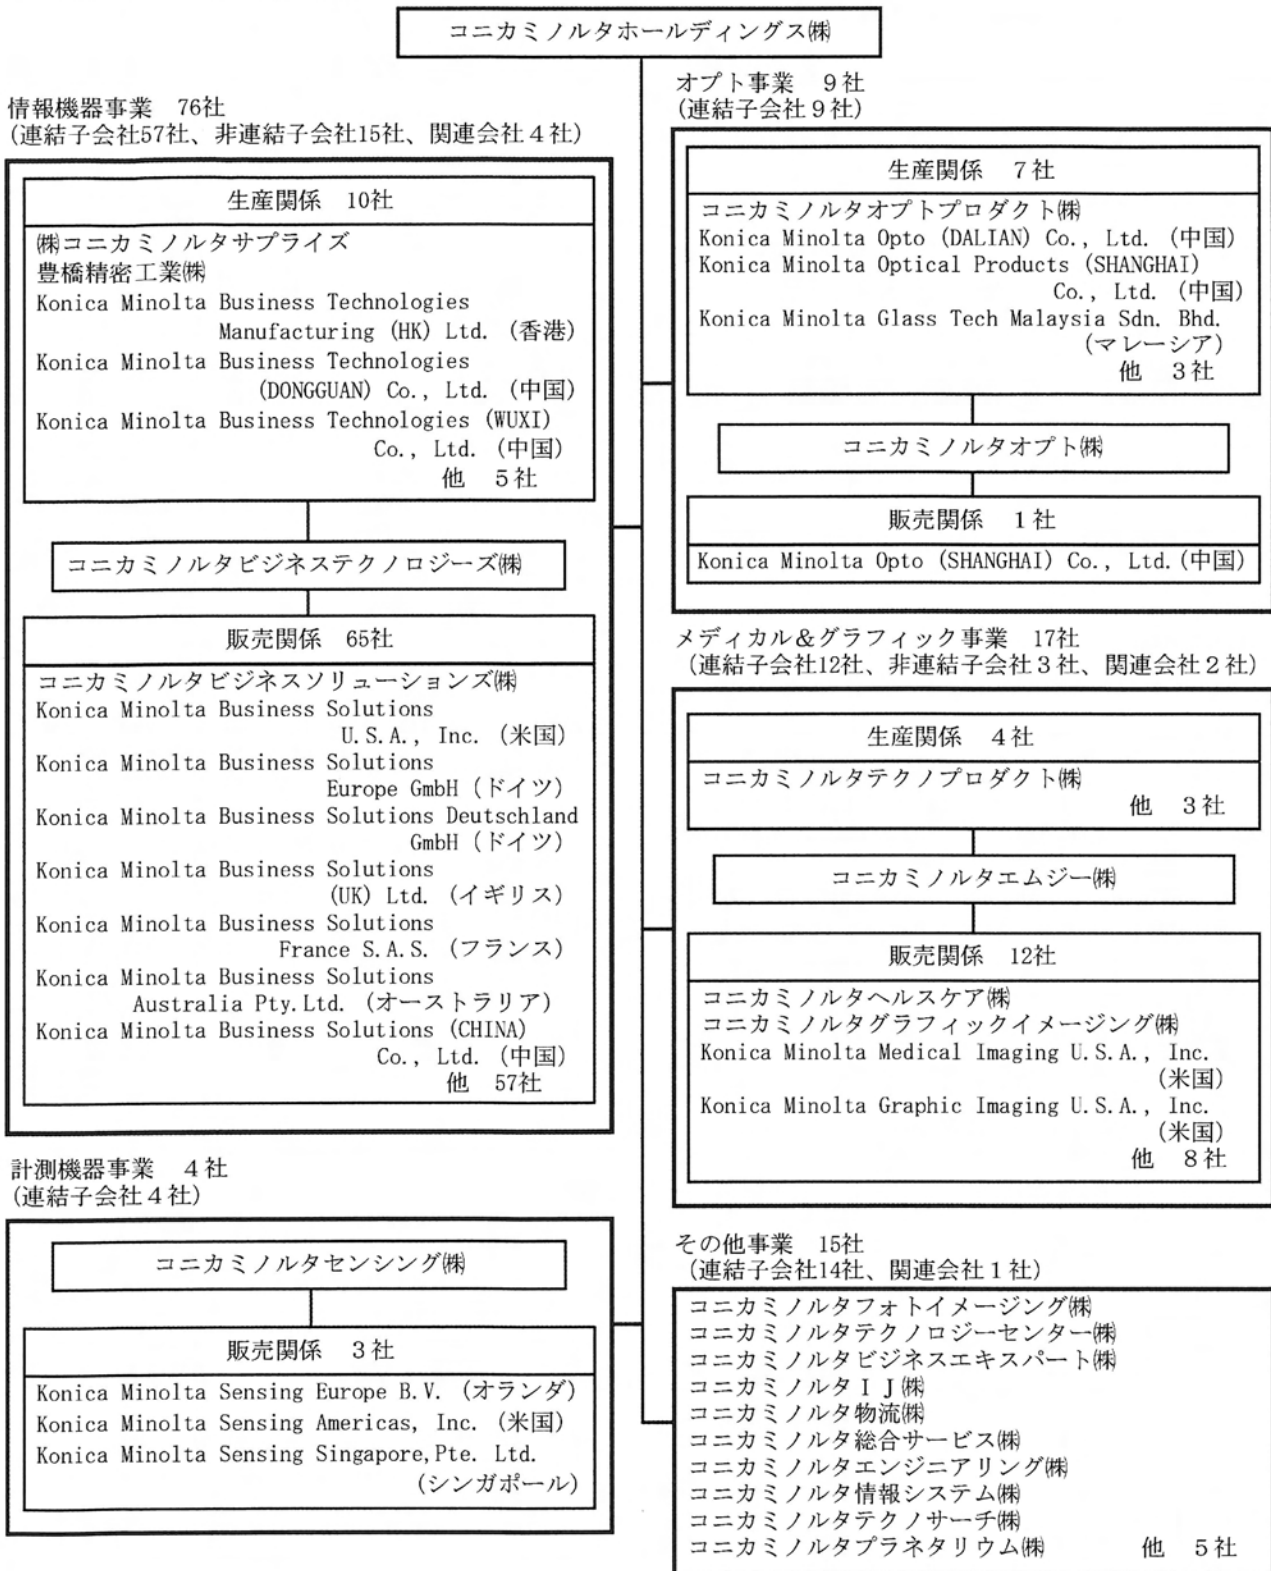 コニカミノルタホールディングス㈱
情報機器事業 76社
(連結子会社57社、非連結子会社15社、関連会社4社)
生産関係 10社
㈱コニカミノルタサプライズ
豊橋精密工業㈱
Konica Minolta Business Technologies
Manufacturing (HK) Ltd. (香港)
Konica Minolta Business Technologies
(DONGGUAN) Co., Ltd. (中国)
Konica Minolta Business Technologies (WUXI)
Co., Ltd. (中国)
他 5社
コニカミノルタビジネステクノロジーズ㈱
販売関係 65社
コニカミノルタビジネスソリューションズ㈱
Konica Minolta Business Solutions
U.S.A., Inc. (米国)
Konica Minolta Business Solutions
Europe GmbH (ドイツ)
Konica Minolta Business Solutions Deutschland
GmbH (ドイツ)
Konica Minolta Business Solutions
(UK) Ltd. (イギリス)
Konica Minolta Business Solutions
France S.A.S. (フランス)
Konica Minolta Business Solutions
Australia Pty.Ltd. (オーストラリア)
Konica Minolta Business Solutions (CHINA)
Co., Ltd. (中国)
他 57社
計測機器事業 4社
(連結子会社4社)
コニカミノルタセンシング㈱
販売関係 3社
Konica Minolta Sensing Europe B.V. (オランダ)
Konica Minolta Sensing Americas, Inc. (米国)
Konica Minolta Sensing Singapore,Pte. Ltd.
(シンガポール)
オプト事業 9社
(連結子会社9社)
生産関係 7社
コニカミノルタオプトプロダクト㈱
Konica Minolta Opto (DALIAN) Co., Ltd. (中国)
Konica Minolta Optical Products (SHANGHAI)
Co., Ltd. (中国)
Konica Minolta Glass Tech Malaysia Sdn. Bhd.
(マレーシア)
他 3社
コニカミノルタオプト㈱
販売関係 1社
Konica Minolta Opto (SHANGHAI) Co., Ltd.(中国)
メディカル&グラフィック事業 17社
(連結子会社12社、非連結子会社3社、関連会社2社)
生産関係 4社
コニカミノルタテクノプロダクト㈱
他 3社
コニカミノルタエムジー㈱
販売関係 12社
コニカミノルタヘルスケア㈱
コニカミノルタグラフィックイメージング㈱
Konica Minolta Medical Imaging U.S.A., Inc.
(米国)
Konica Minolta Graphic Imaging U.S.A., Inc.
(米国)
他 8社
その他事業 15社
(連結子会社14社、関連会社1社)
コニカミノルタフォトイメージング㈱
コニカミノルタテクノロジーセンター㈱
コニカミノルタビジネスエキスパート㈱
コニカミノルタIJ㈱
コニカミノルタ物流㈱
コニカミノルタ総合サービス㈱
コニカミノルタエンジニアリング㈱
コニカミノルタ情報システム㈱
コニカミノルタテクノサーチ㈱
コニカミノルタプラネタリウム㈱ 他 5社